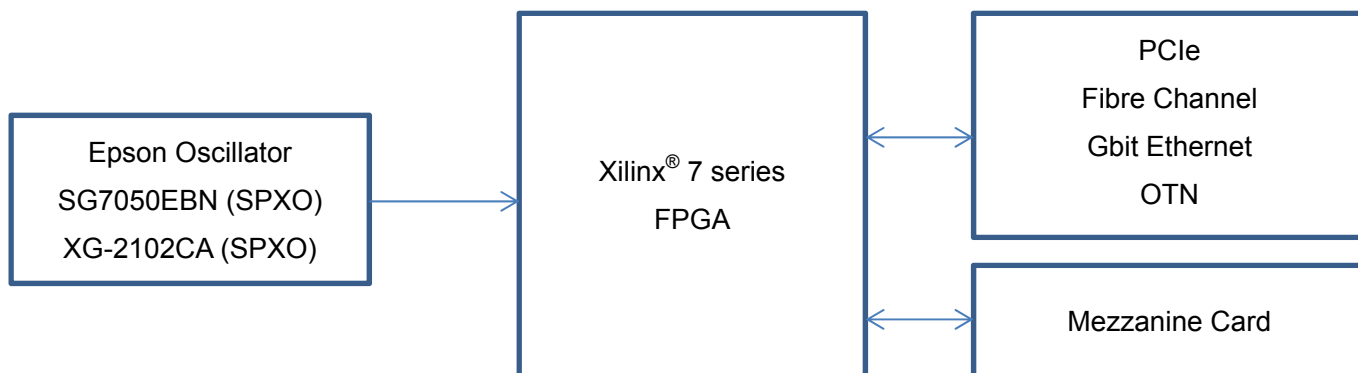 Epson Oscillator
SG7050EBN (SPXO)
XG-2102CA (SPXO)
Xilinx® 7 series
FPGA
PCIe
Fibre Channel
Gbit Ethernet
OTN
Mezzanine Card